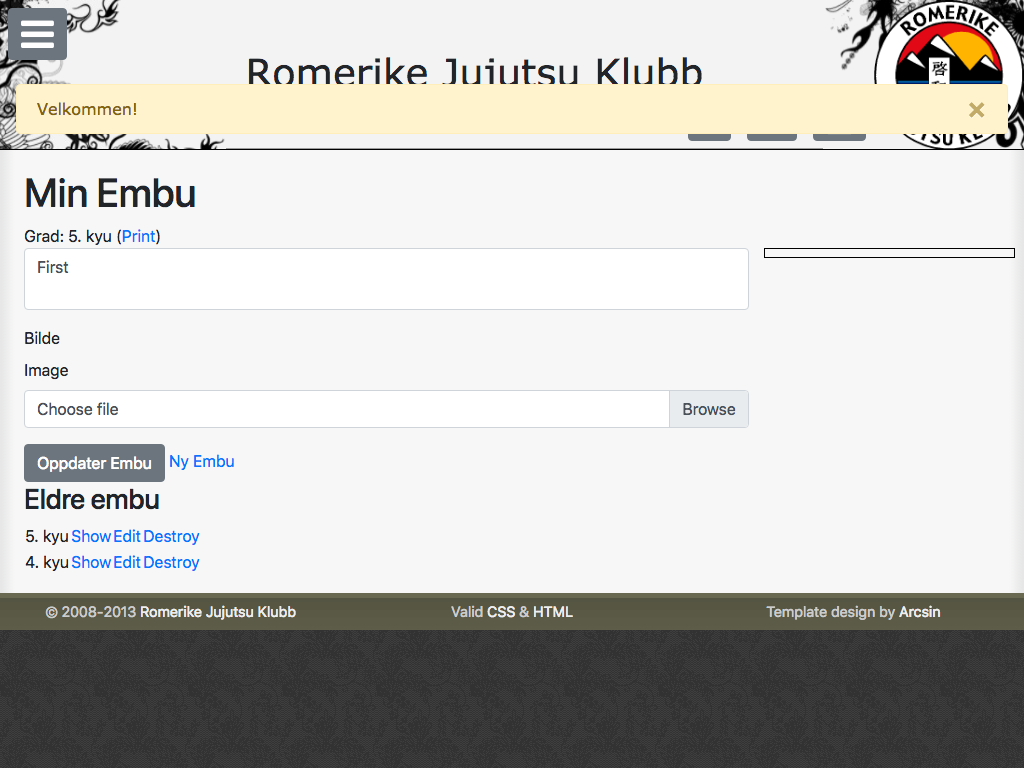 ROMERIKE
Romerike Jujutsu Klubb
啓
Velkommen! ×
Min Embu
Grad: 5. kyu (Print)
First
Bilde
Image
Choose file Browse
Oppdater Embu Ny Embu
Eldre embu
5. kyu Show Edit Destroy
4. kyu Show Edit Destroy
© 2008-2013 Romerike Jujutsu Klubb Valid CSS & HTML Template design by Arcsin